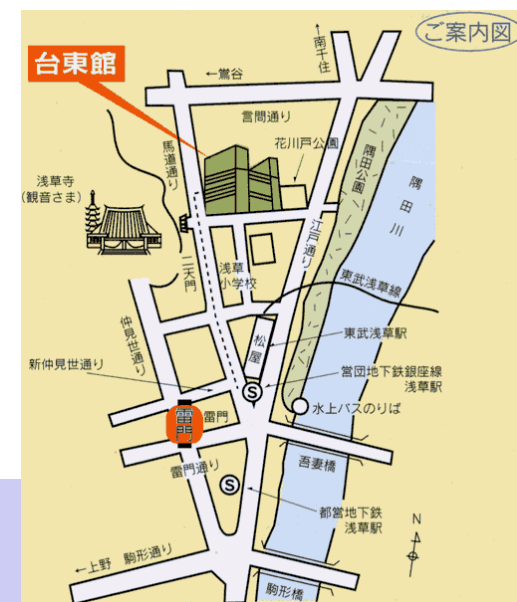 ご案内図
↑南千住
台東館
←鶯谷
言問通り
花川戸公園
馬道通り
隅田公園
隅田川
浅草寺
(観音さま)
江戸通り
二天門
浅草
小学校
東武浅草線
仲見世通り
松屋
東武浅草駅
新仲見世通り
営団地下鉄銀座線
浅草駅
S
水上バスのりば
雷門
雷門
吾妻橋
雷門通り
S
都営地下鉄
浅草駅
N
←上野 駒形通り
駒形橋